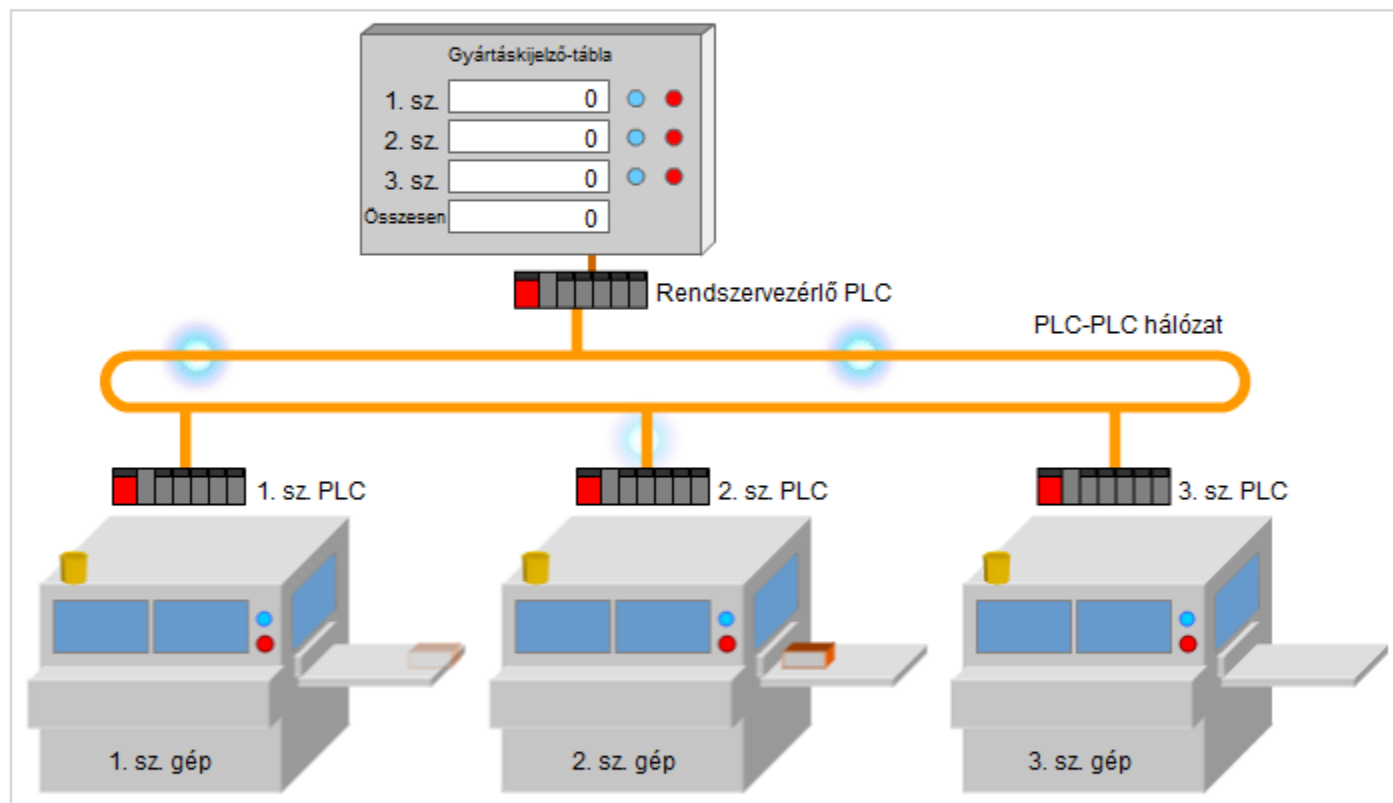 Gyártáskijelző-tábla
1. sz. 0
2. sz. 0
3. sz. 0
Összesen 0
Rendszervezérlő PLC
PLC-PLC hálózat
1. sz. PLC
2. sz. PLC
3. sz. PLC
1. sz. gép
2. sz. gép
3. sz. gép